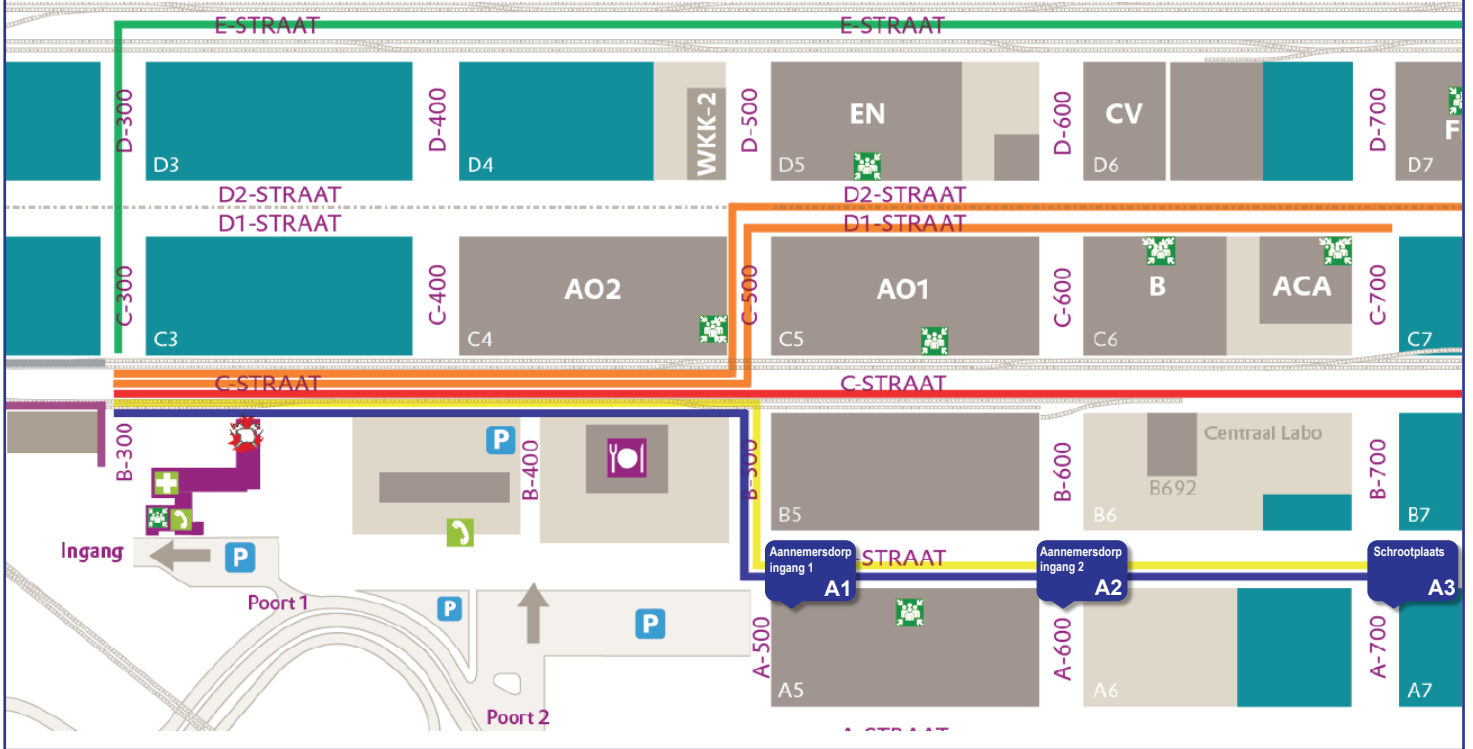 E-STRAAT
E-STRAAT
D-300
D-400
WKK-2
D-500
EN
D-600
CV
D-700
F
D3
D4
D5
D6
D7
D2-STRAAT
D2-STRAAT
D1-STRAAT
D1-STRAAT
C-300
C-400
AO2
C-500
AO1
C-600
B
ACA
C-700
C3
C4
C5
C6
C7
C-STRAAT
C-STRAAT
B-300
P
B-400
B-500
B-600
Centraal Labo
B692
B-700
B5
B6
B7
Ingang
P
Aannemersdorp
ingang 1
A1
-STRAAT
Aannemersdorp
ingang 2
A2
Schrootplaats
A3
Poort 1
P
P
A-500
A-600
A-700
A5
A6
A7
Poort 2
A-STRAAT